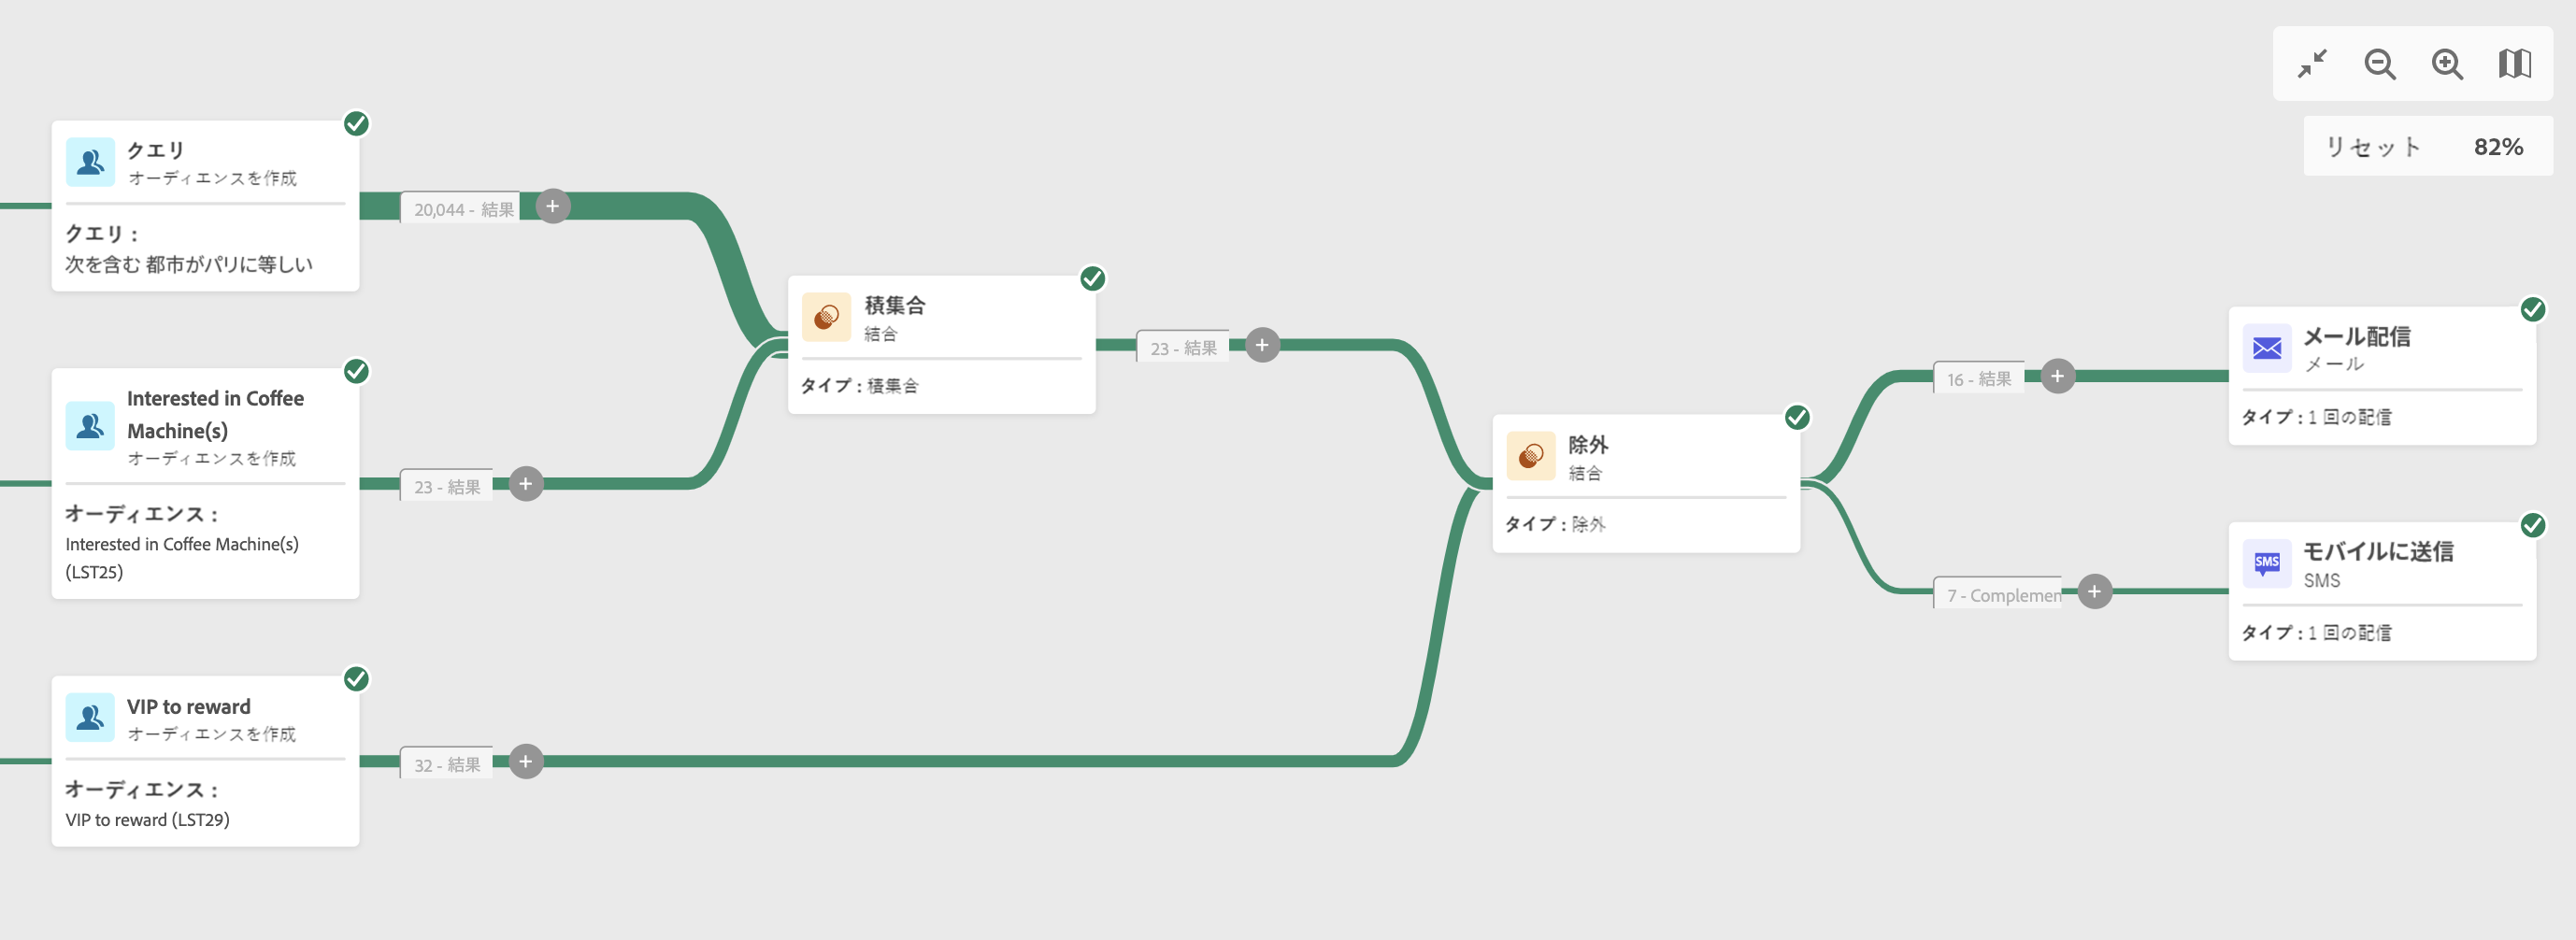 リセット 82%
クエリ
オーディエンスを作成
クエリ :
次を含む 都市がパリに等しい
20,044 - 結果
Interested in Coffee
Machine(s)
オーディエンスを作成
オーディエンス :
Interested in Coffee Machine(s)
(LST25)
23 - 結果
VIP to reward
オーディエンスを作成
オーディエンス :
VIP to reward (LST29)
32 - 結果
積集合
結合
タイプ : 積集合
23 - 結果
除外
結合
タイプ : 除外
16 - 結果
7 - Complemen
メール配信
メール
タイプ : 1 回の配信
SMS
モバイルに送信
SMS
タイプ : 1 回の配信